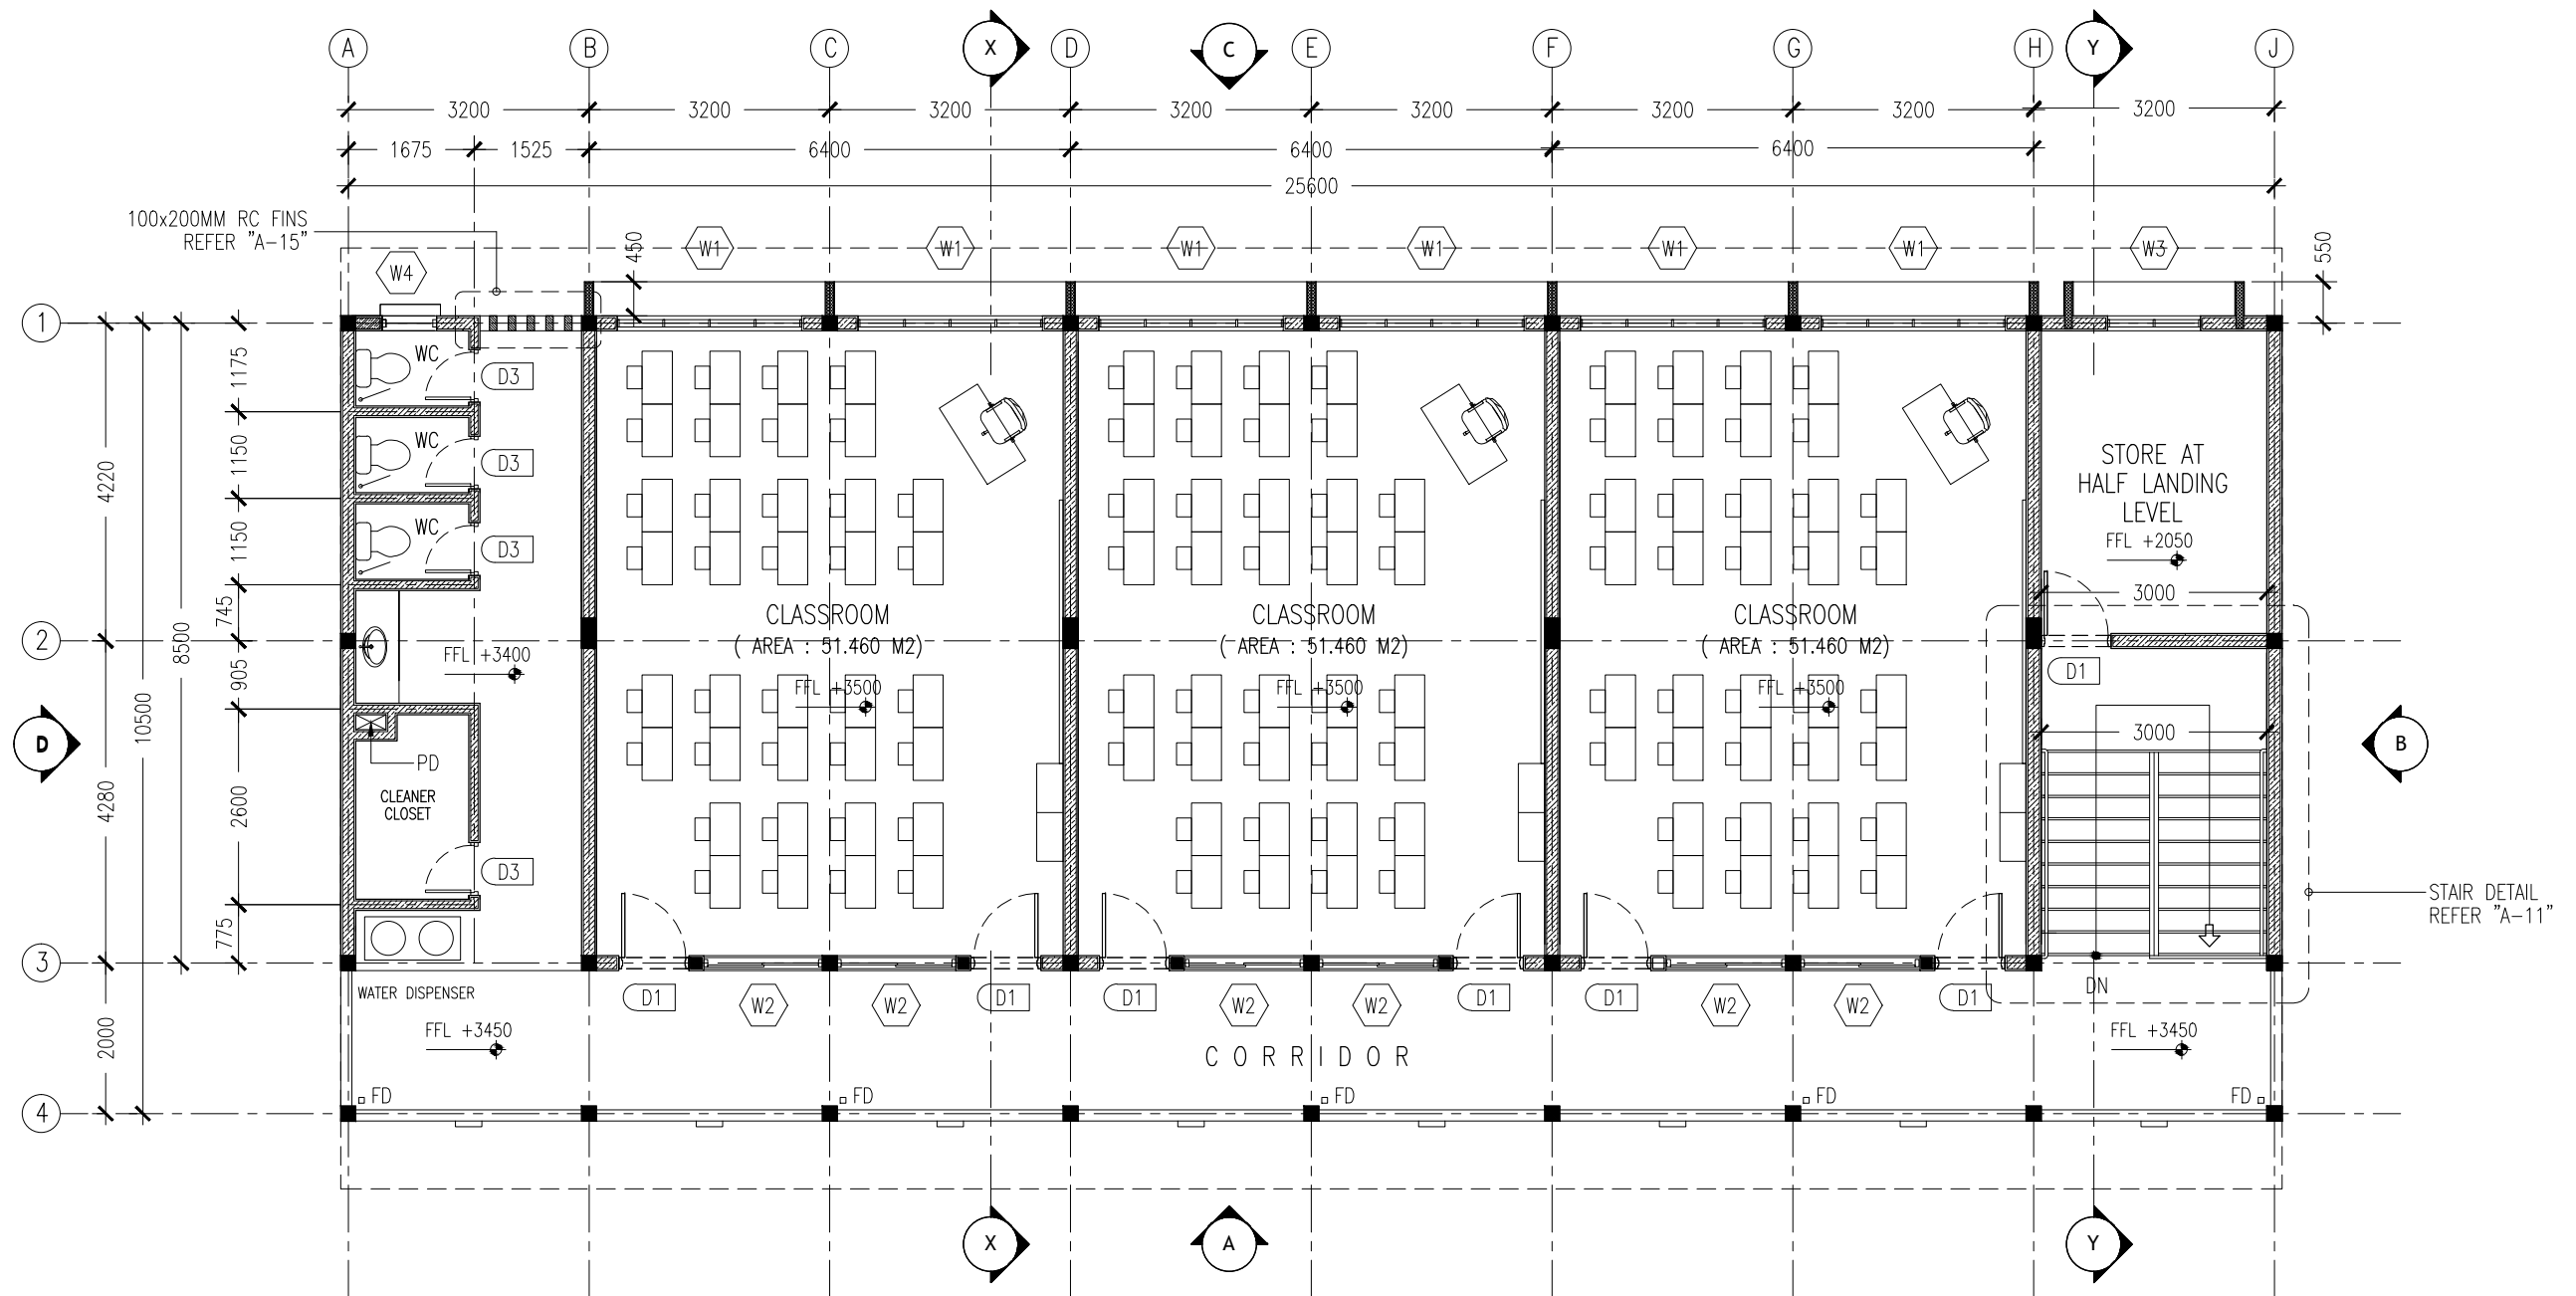 A B C X D C E F G H Y J
3200 3200 3200 3200 3200 3200 3200 3200
1675 1525 6400 6400 6400
25600
100x200MM RC FINS
REFER "A-15"
450
550
W4 W1 W1 W1 W1 W1 W1 W3
1
WC D3
1175
WC D3
1150
4220
STORE AT
HALF LANDING
LEVEL
FFL +2050
WC D3
1150
3000
745
8500
CLASSROOM
( AREA : 51.460 M2)
FFL +3500
CLASSROOM
( AREA : 51.460 M2)
FFL +3500
CLASSROOM
( AREA : 51.460 M2)
FFL +3500
2
FFL +3400
D1
905
10500
3000
D
B
PD
CLEANER
CLOSET
2600
4280
D3
STAIR DETAIL
REFER "A-11"
775
3
WATER DISPENSER
D1 W2 W2 D1 D1 W2 W2 D1 D1 W2 W2 D1
DN
FFL +3450
FFL +3450
2000
CORRIDOR
FD FD FD FD FD
4
X A Y